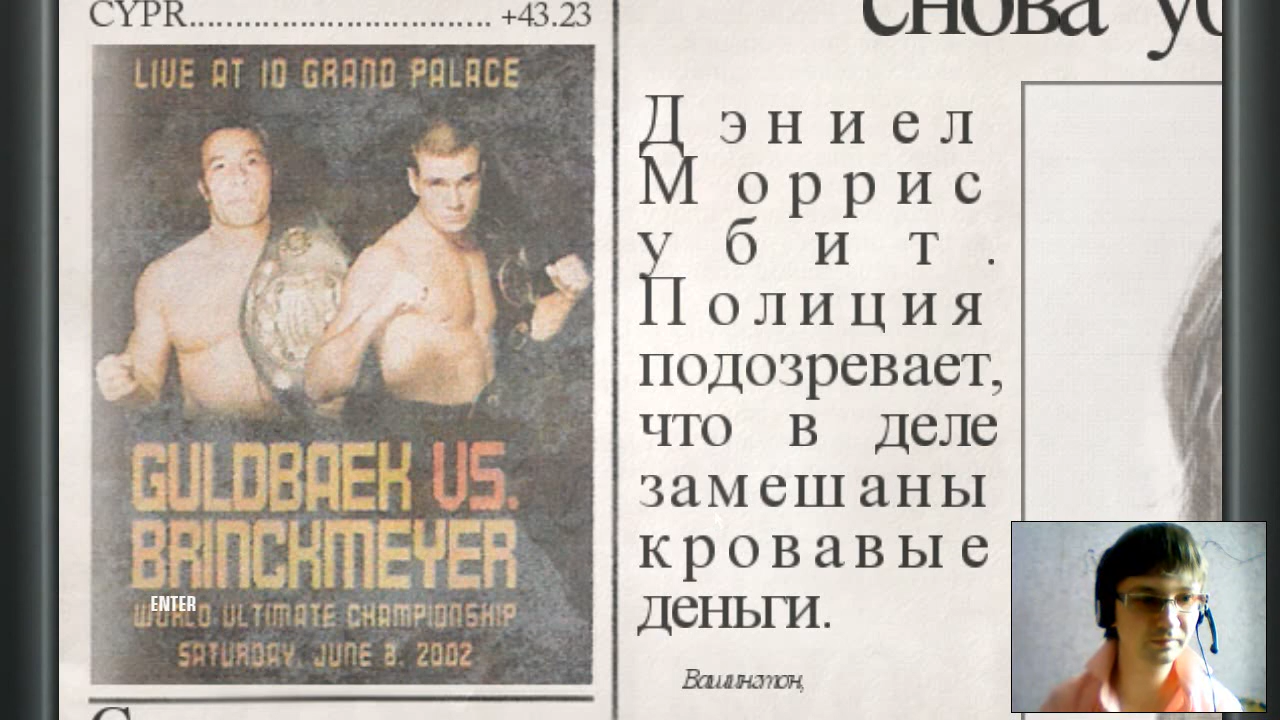 CYPR.................................. +43.23
LIVE AT 10 GRAND PALACE
GULDBAEK VS.
BRINCKMEYER
ENTER
WORLD ULTIMATE CHAMPIONSHIP
SATURDAY, JUNE 8, 2002
снова
Дэниел
Моррис
убит.
Полиция
подозревает,
что в деле
замешаны
кровавые
деньги.
Вашингтон,